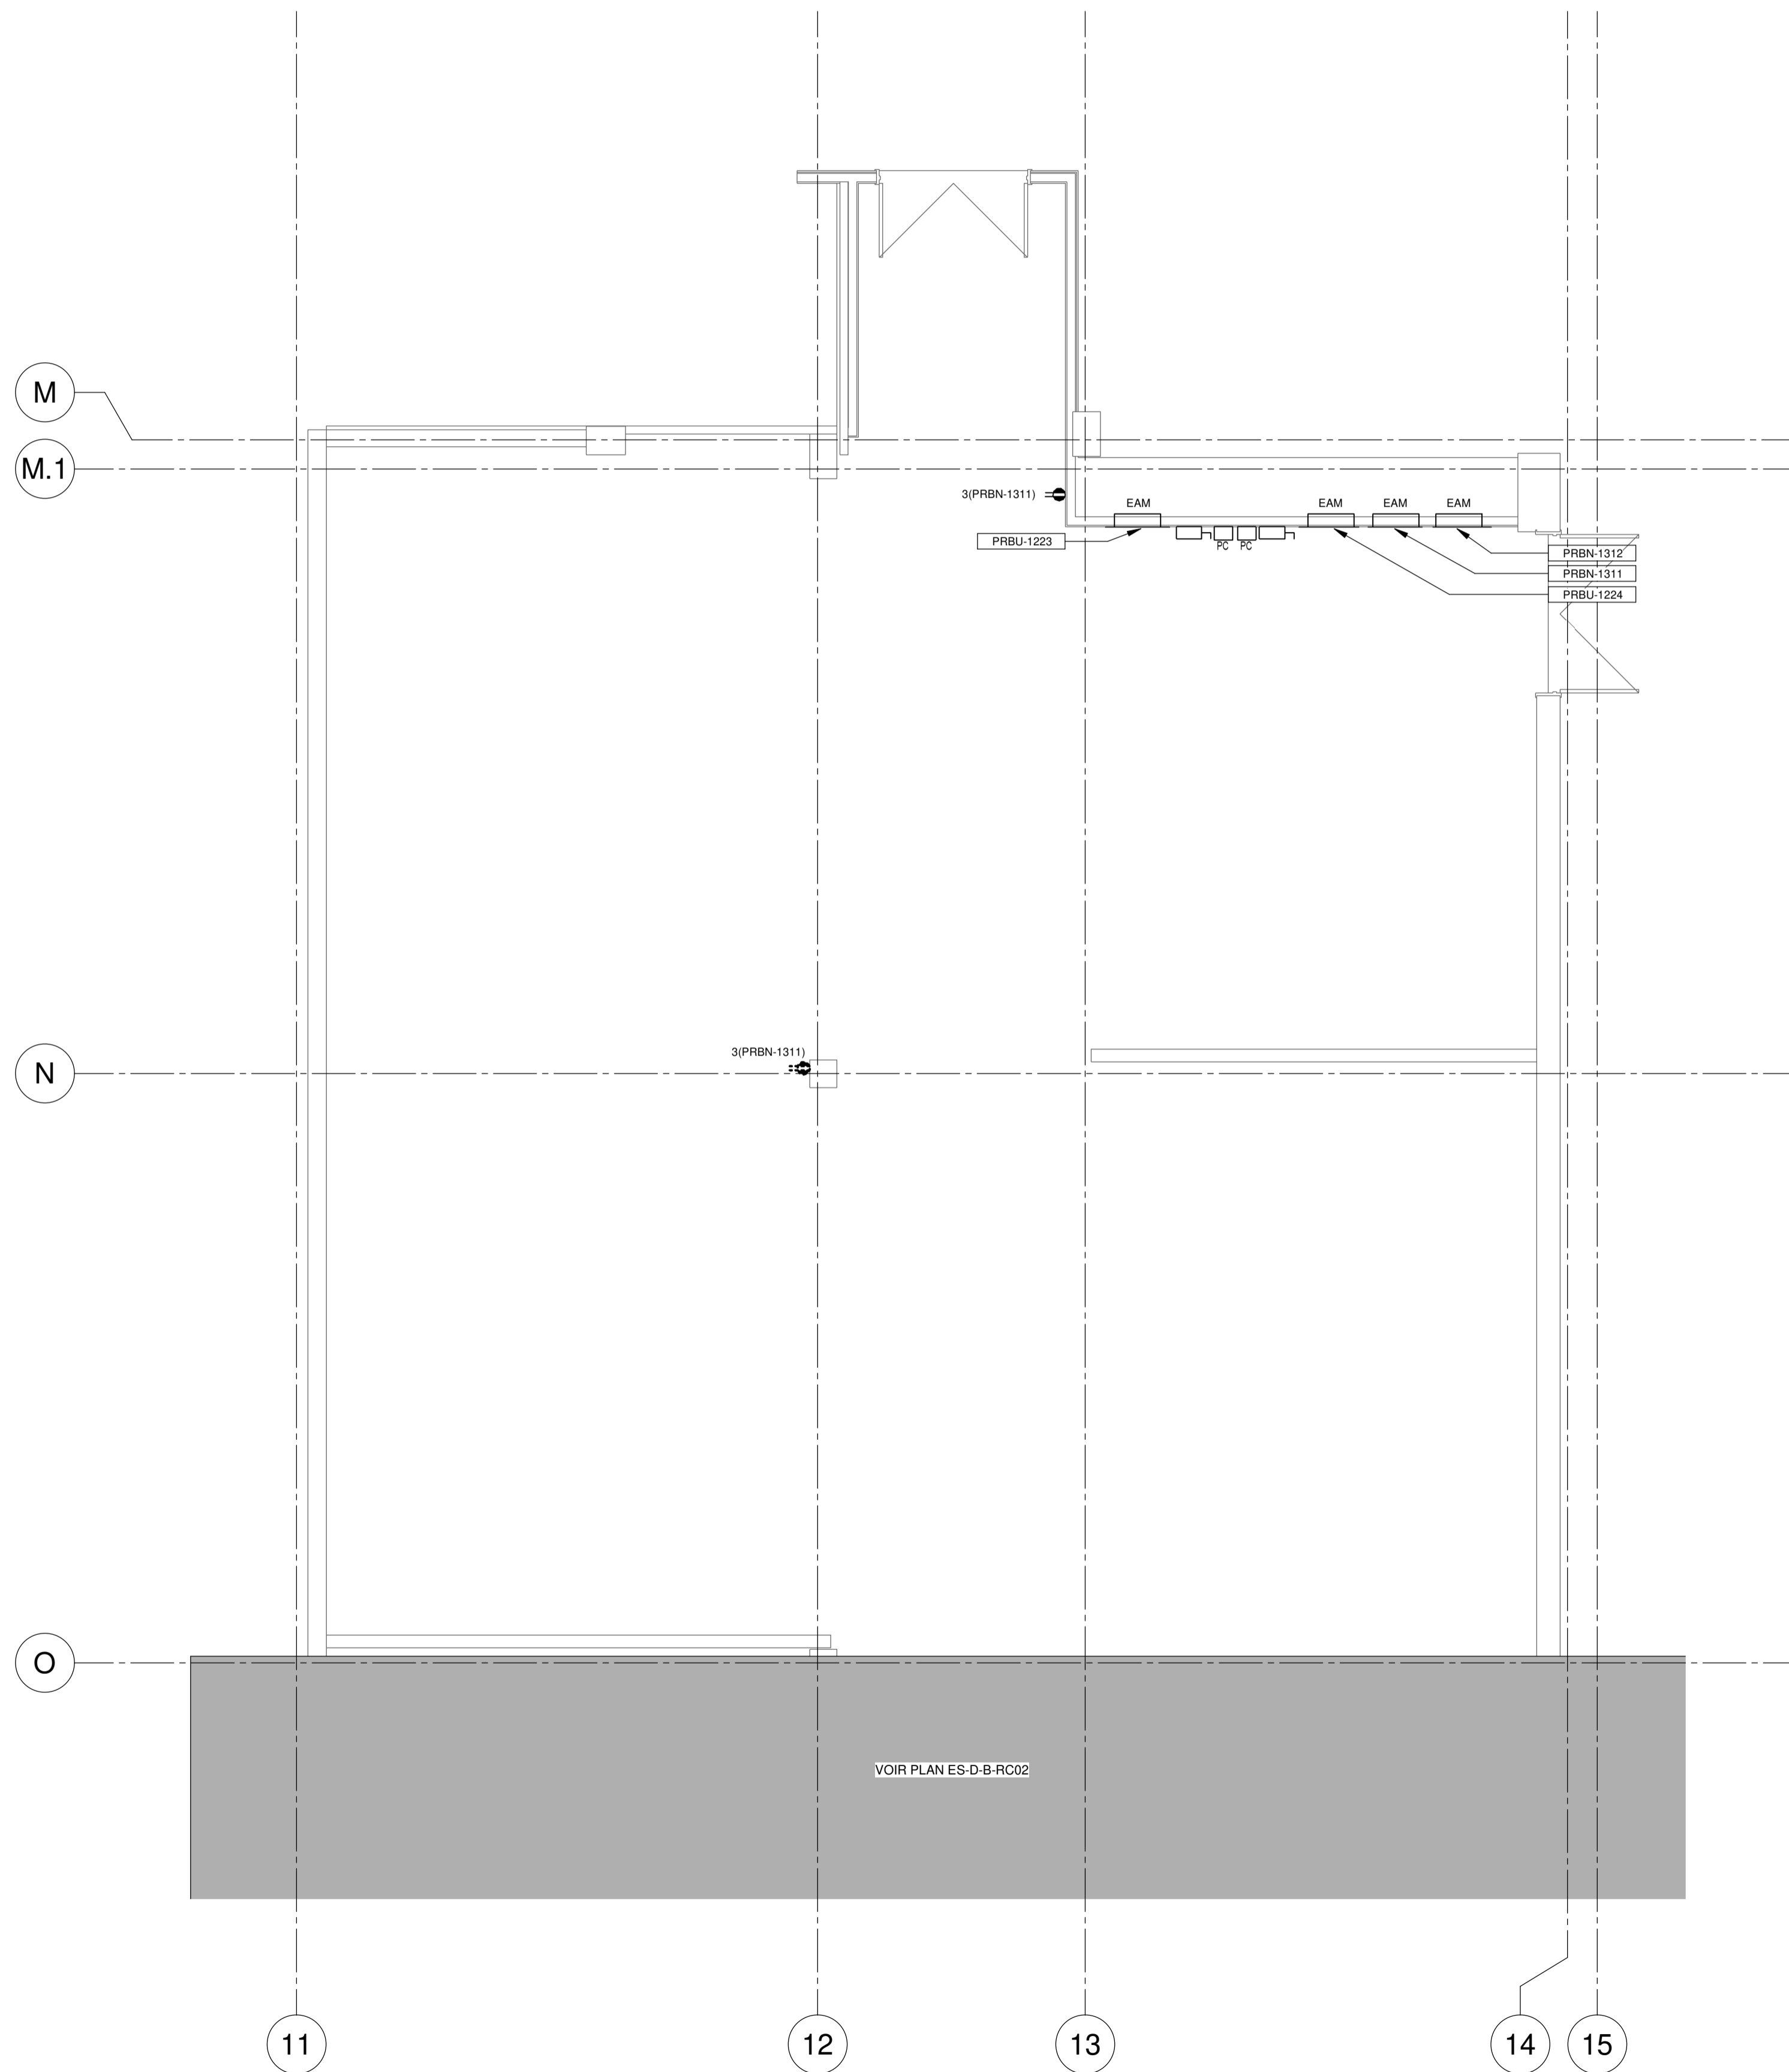 M
M.1
3(PRBN-1311)
EAM
EAM
EAM
EAM
PRBU-1223
PC
PC
PRBN-1312
PRBN-1311
PRBU-1224
3(PRBN-1311)
N
O
VOIR PLAN ES-D-B-RC02
11
12
13
14
15